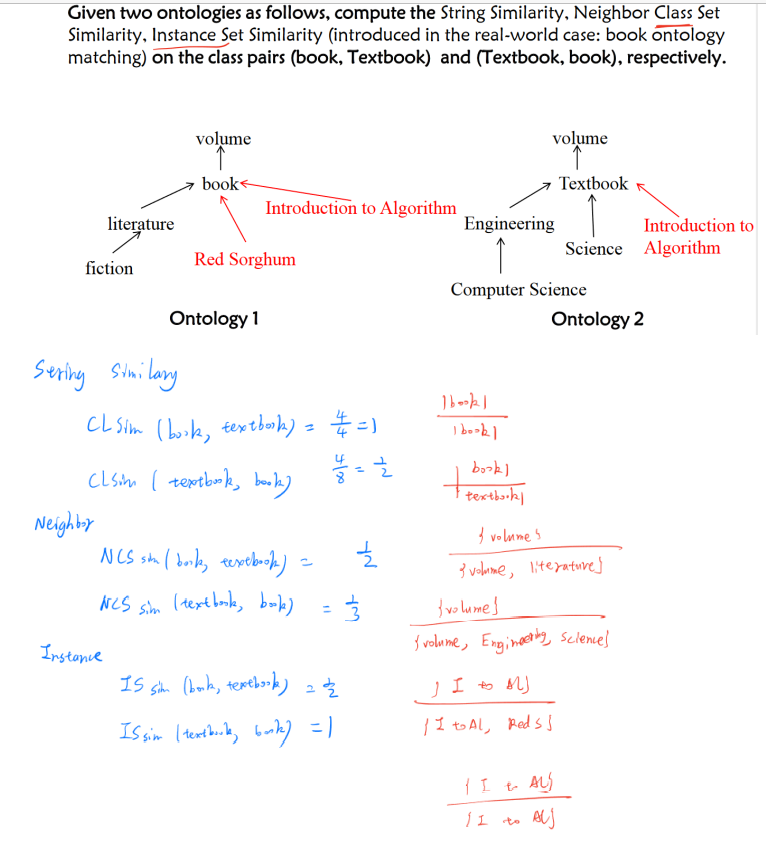 Given two ontologies as follows, compute the String Similarity, Neighbor Class Set
Similarity, Instance Set Similarity (introduced in the real-world case: book ontology
matching) on the class pairs (book, Textbook) and (Textbook, book), respectively.
volume
book
Introduction to Algorithm
literature
Red Sorghum
fiction
Ontology 1
volume
Textbook
Engineering
Introduction to
Algorithm
Science
Computer Science
Ontology 2
String Similary
CLSim (book, textbook) = 4/4 = 1
|book|
|book|
CLSim (textbook, book) 4/8 = 1/2
|book|
|textbook|
Neighbor
NCS sim (book, textbook) = 1/2
{volume}
{volume, literature}
NCS sim (textbook, book) = 1/3
{volume}
{volume, Engineering, Science}
Instance
IS sim (book, textbook) = 1/2
{I to Al}
{I to Al, Red S}
IS sim (textbook, book) = 1
{I to Al}
{I to Al}